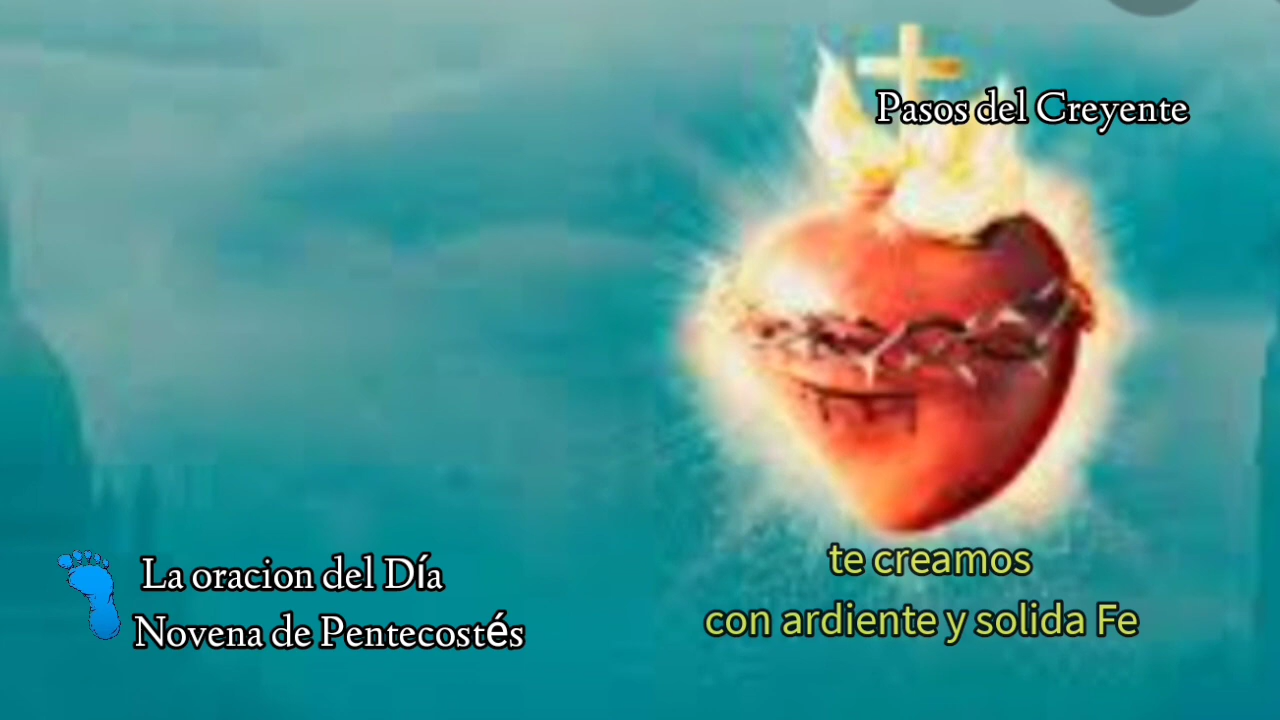 Pasos del Creyente
te creamos
con ardiente y solida Fe
La oracion del Día
Novena de Pentecostés